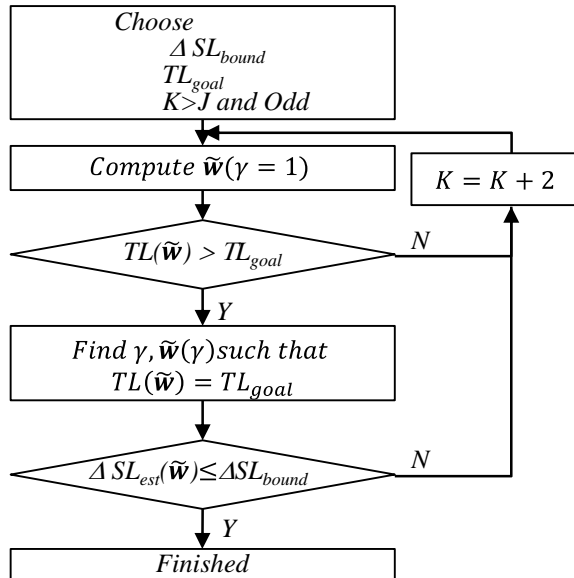 Choose
Δ SL_bound
TL_goal
K>J and Odd
Compute w̃(γ = 1)
K = K + 2
TL(w̃) > TL_goal
N
Y
Find γ, w̃(γ)such that
TL(w̃) = TL_goal
Δ SL_est(w̃)≤ΔSL_bound
N
Y
Finished